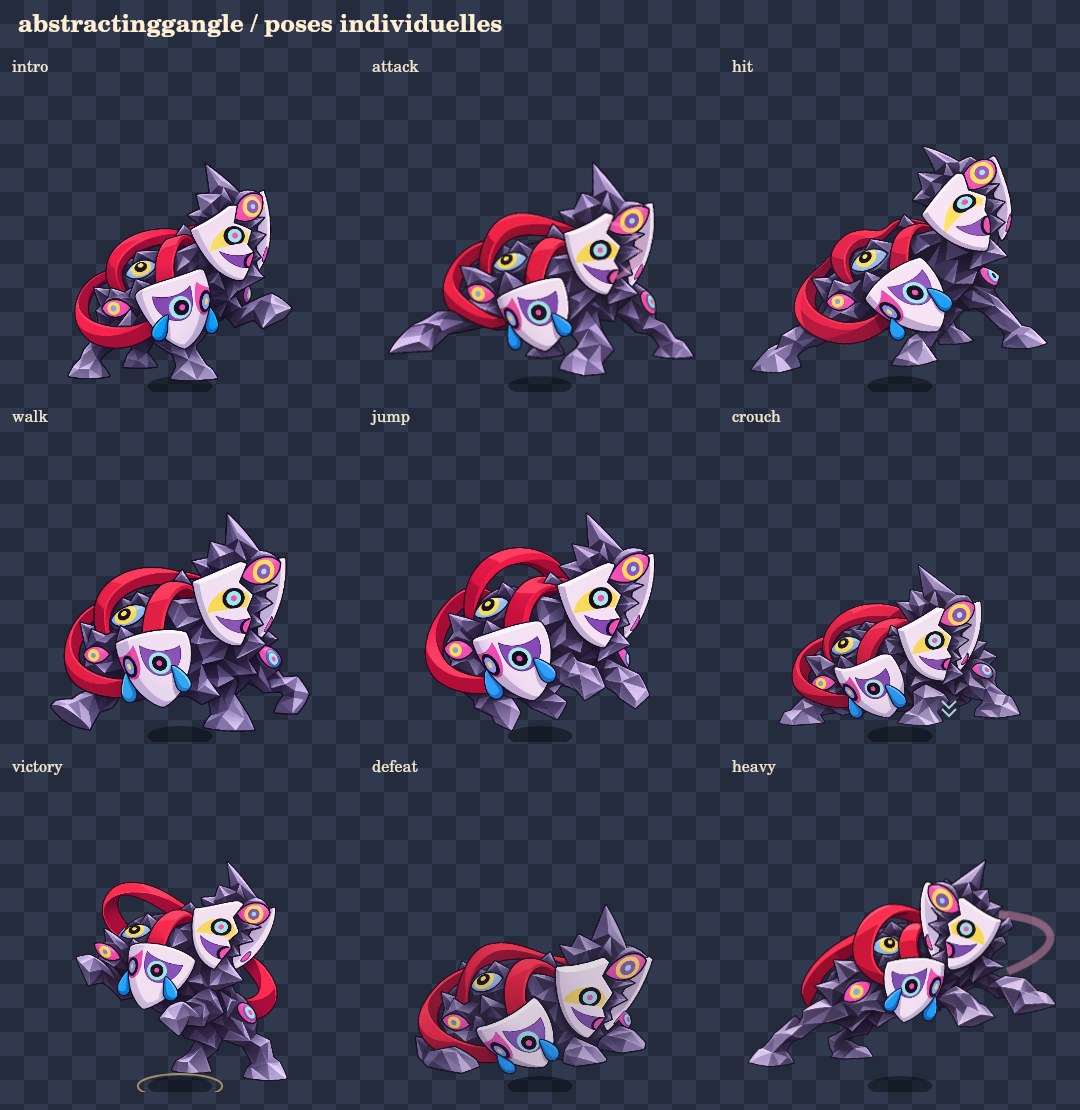 abstractinggangle / poses individuelles
intro
attack
hit
walk
jump
crouch
victory
defeat
heavy